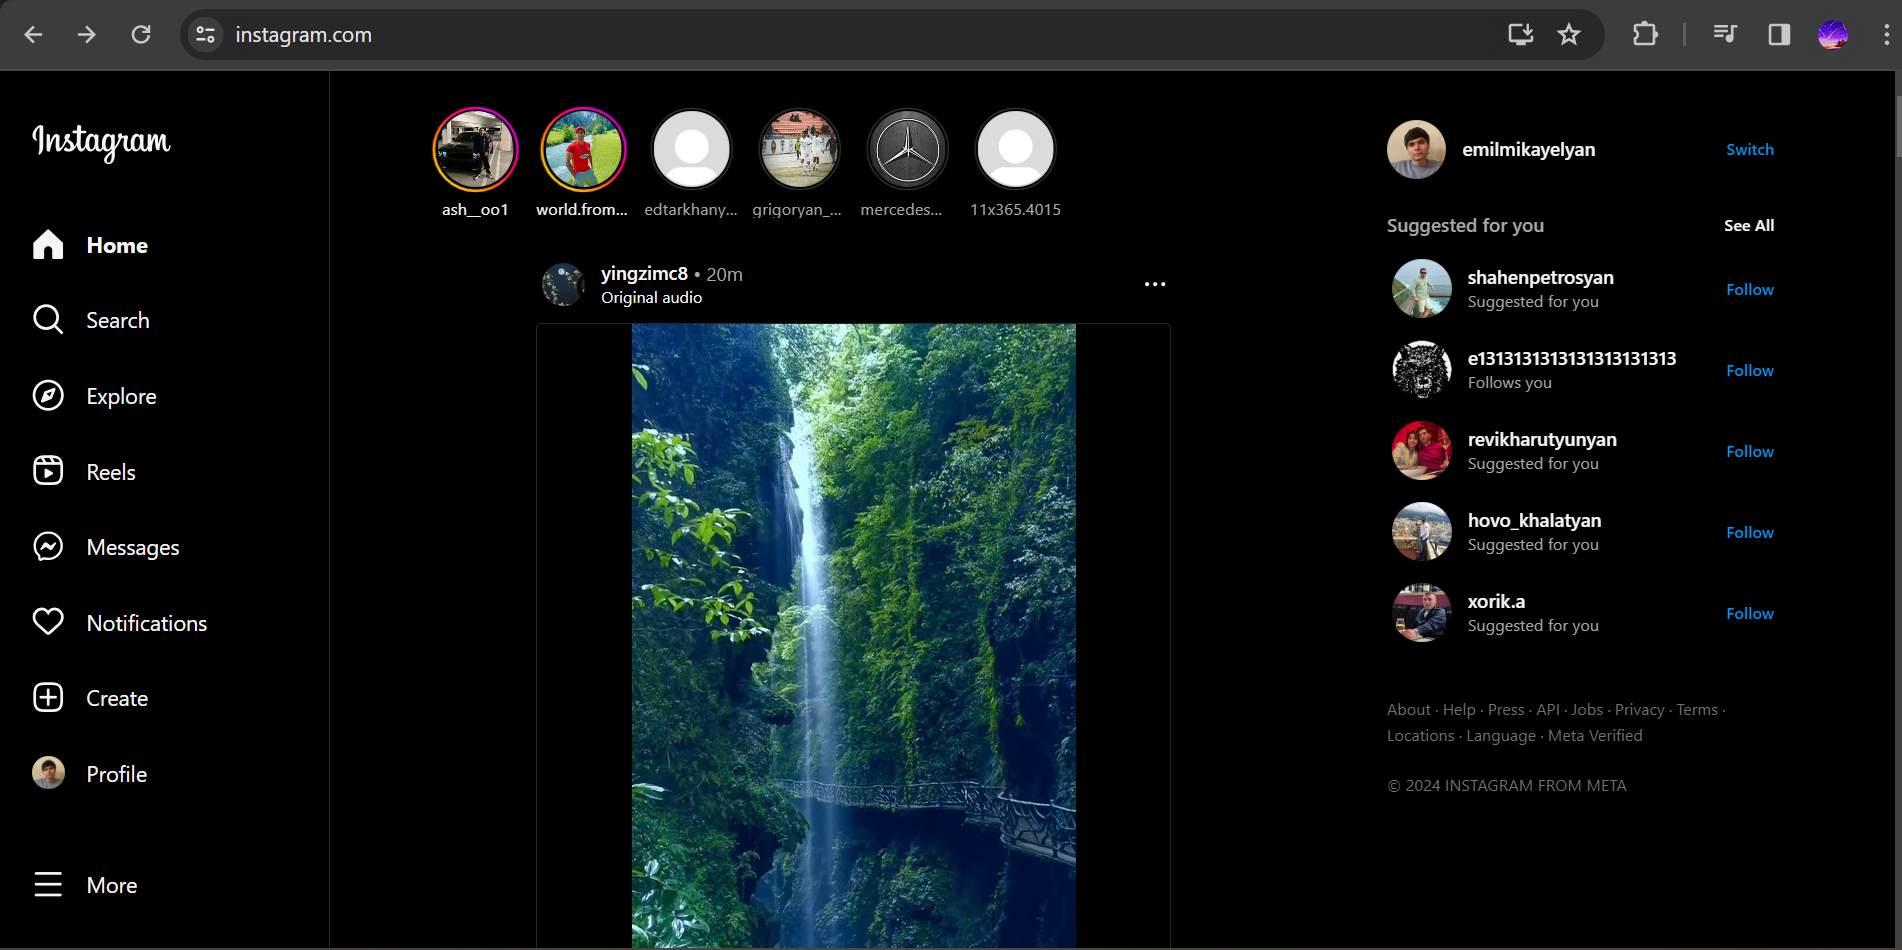 instagram.com
Instagram
Home
Search
Explore
Reels
Messages
Notifications
Create
Profile
More
ash__oo1
world.from...
edtarkhany...
grigoryan_...
mercedes...
11x365.4015
yingzimc8 • 20m
Original audio
emilmikayelyan
Switch
Suggested for you
See All
shahenpetrosyan
Suggested for you
Follow
e1313131313131313131313
Follows you
Follow
revikharutyunyan
Suggested for you
Follow
hovo_khalatyan
Suggested for you
Follow
xorik.a
Suggested for you
Follow
About · Help · Press · API · Jobs · Privacy · Terms ·
Locations · Language · Meta Verified
© 2024 INSTAGRAM FROM META